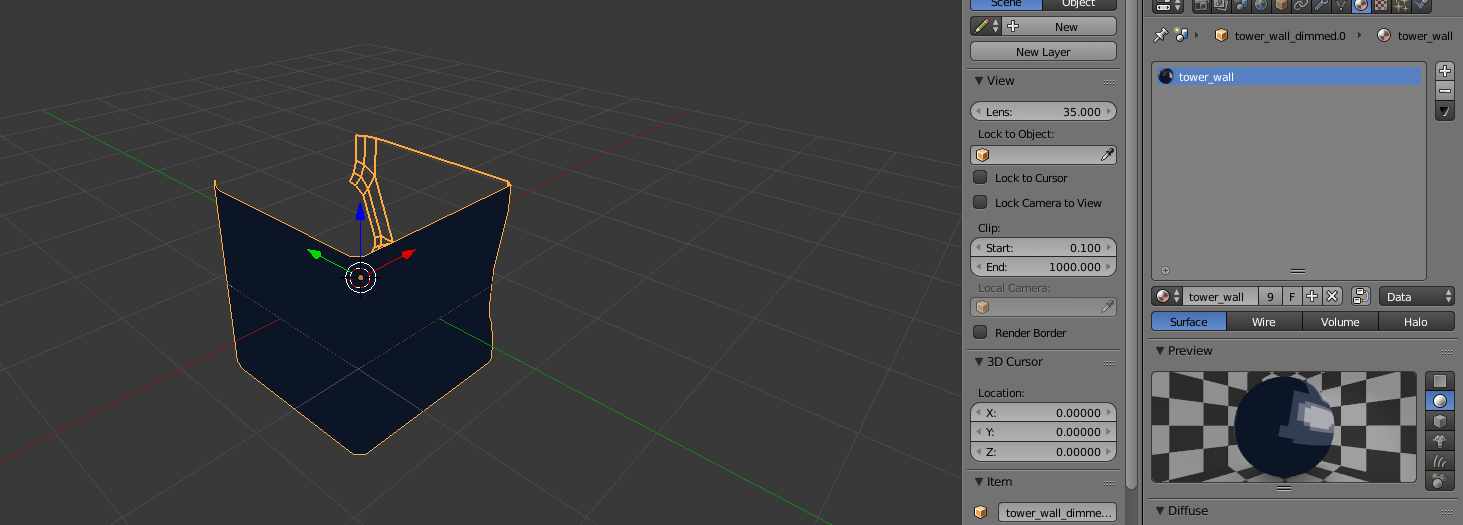 Scene
Object
New
New Layer
View
Lens: 35.000
Lock to Object:
Lock to Cursor
Lock Camera to View
Clip:
Start: 0.100
End: 1000.000
Local Camera:
Render Border
3D Cursor
Location:
X: 0.00000
Y: 0.00000
Z: 0.00000
Item
tower_wall_dimme...
tower_wall_dimmed.0
tower_wall
tower_wall
tower_wall 9 F Data
Surface Wire Volume Halo
Preview
Diffuse